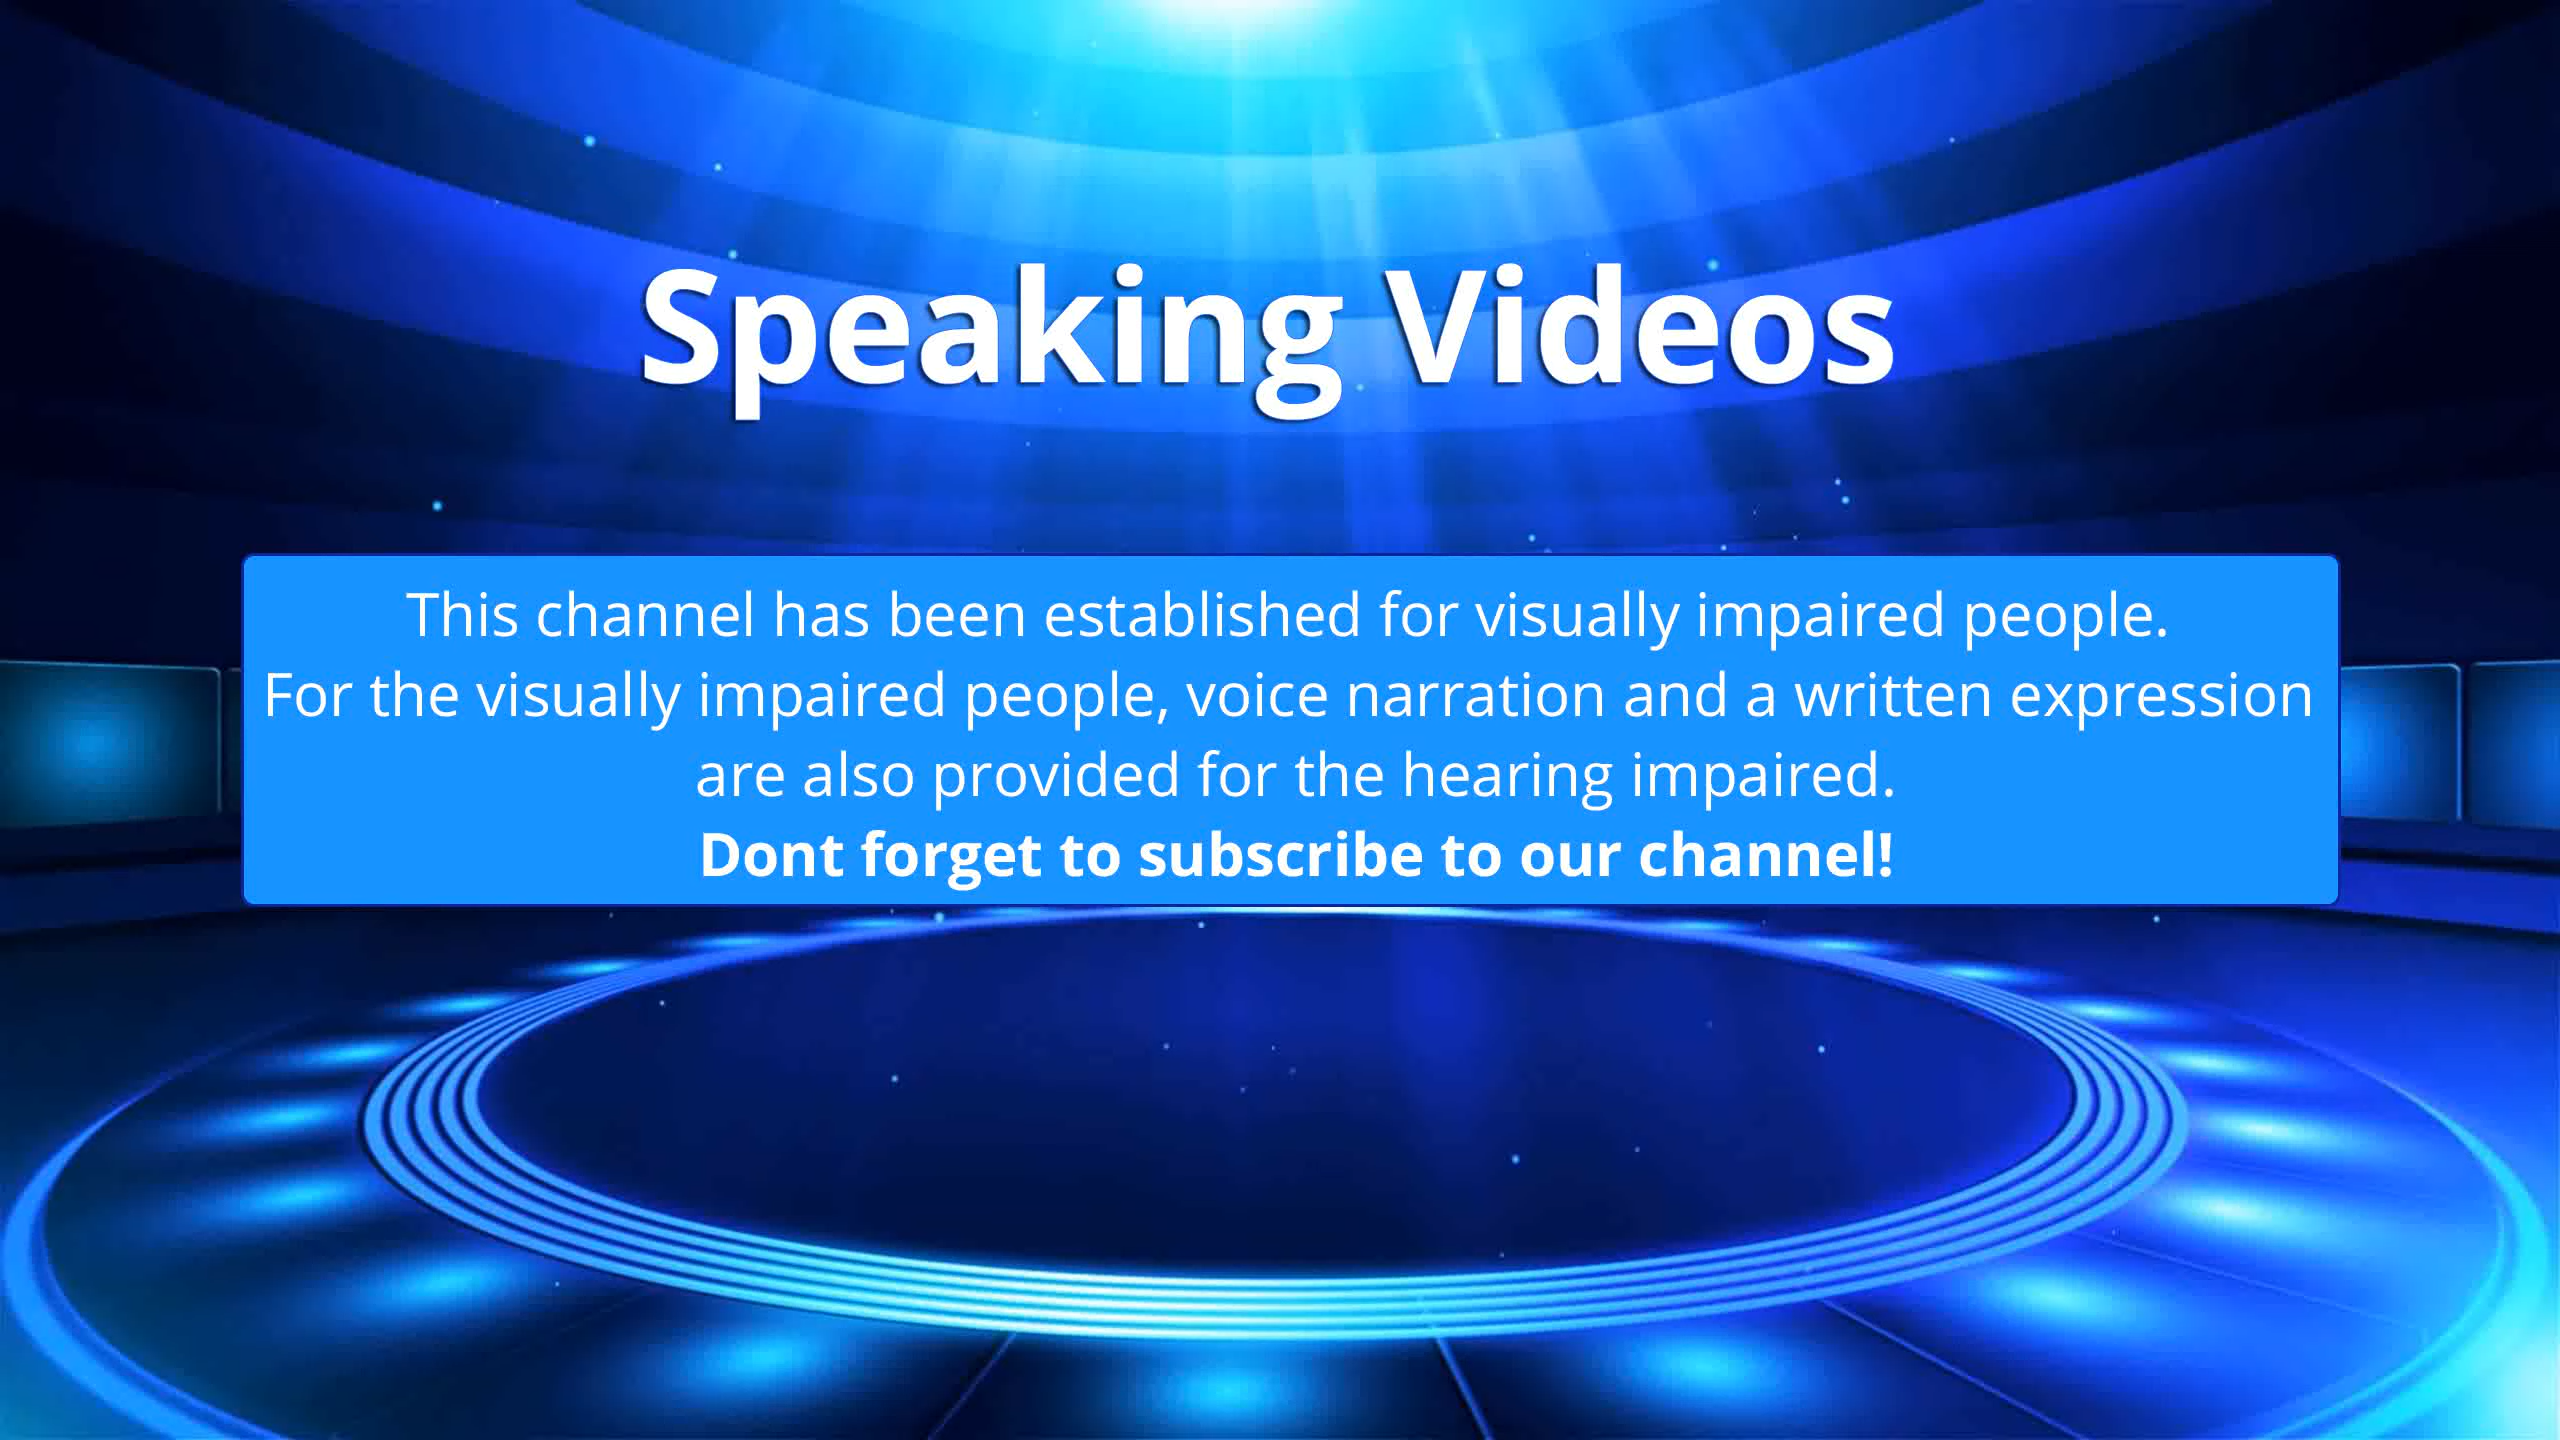 Speaking Videos
This channel has been established for visually impaired people.
For the visually impaired people, voice narration and a written expression
are also provided for the hearing impaired.
Dont forget to subscribe to our channel!